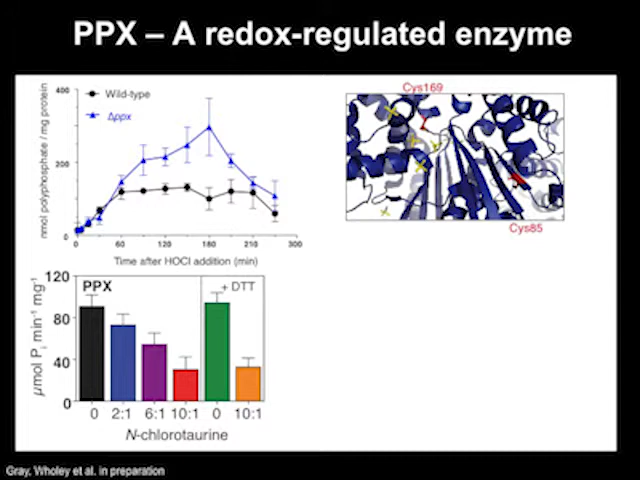 PPX – A redox-regulated enzyme
nmol polyphosphate / mg protein
400
200
0
Wild-type
Δppx
0 60 120 180 210 300
Time after HOCl addition (min)
Cys169
Cys85
μmol Pi min-1 mg-1
120
80
40
0
PPX
+ DTT
0 2:1 6:1 10:1 0 10:1
N-chlorotaurine
Gray, Wholey et al. in preparation